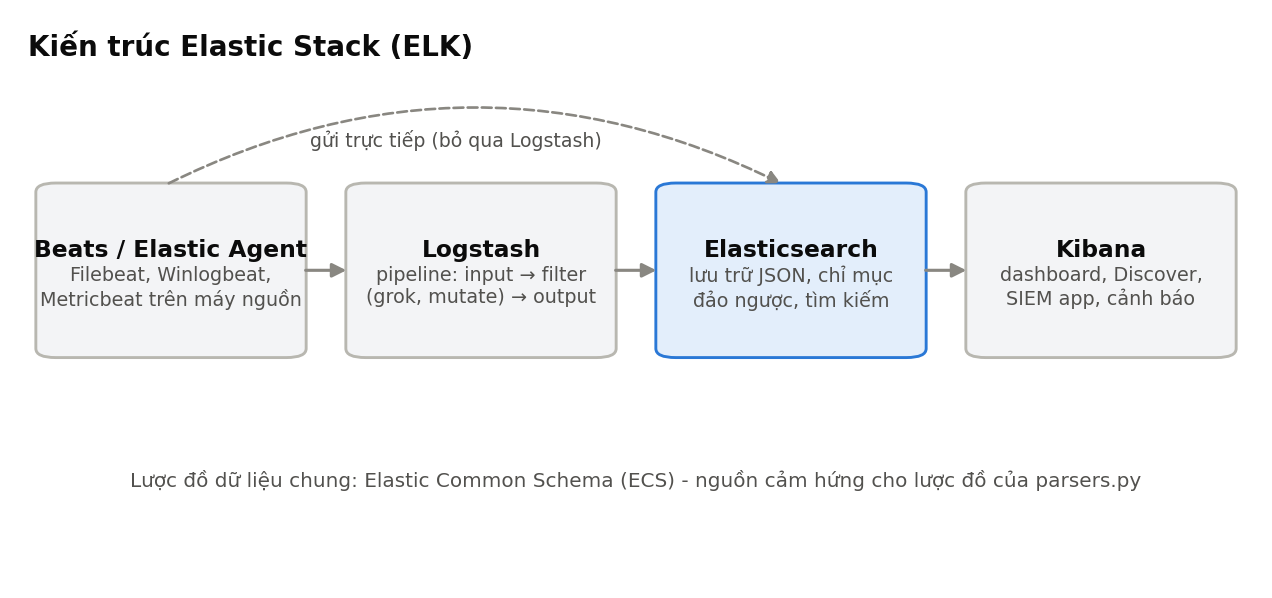 Kiến trúc Elastic Stack (ELK)
gửi trực tiếp (bỏ qua Logstash)
Beats / Elastic Agent
Filebeat, Winlogbeat,
Metricbeat trên máy nguồn
Logstash
pipeline: input → filter
(grok, mutate) → output
Elasticsearch
lưu trữ JSON, chỉ mục
đảo ngược, tìm kiếm
Kibana
dashboard, Discover,
SIEM app, cảnh báo
Lược đồ dữ liệu chung: Elastic Common Schema (ECS) - nguồn cảm hứng cho lược đồ của parsers.py